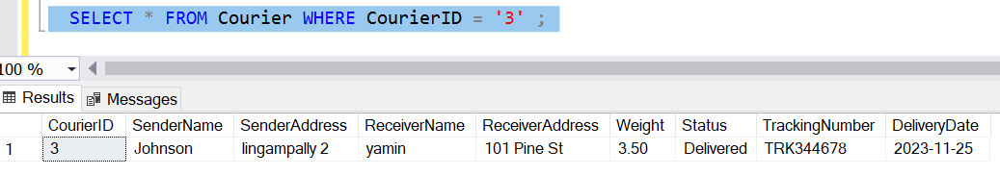 SELECT * FROM Courier WHERE CourierID = '3' ;
100 %
Results Messages
CourierID SenderName SenderAddress ReceiverName ReceiverAddress Weight Status TrackingNumber DeliveryDate
1 3 Johnson lingampally 2 yamin 101 Pine St 3.50 Delivered TRK344678 2023-11-25